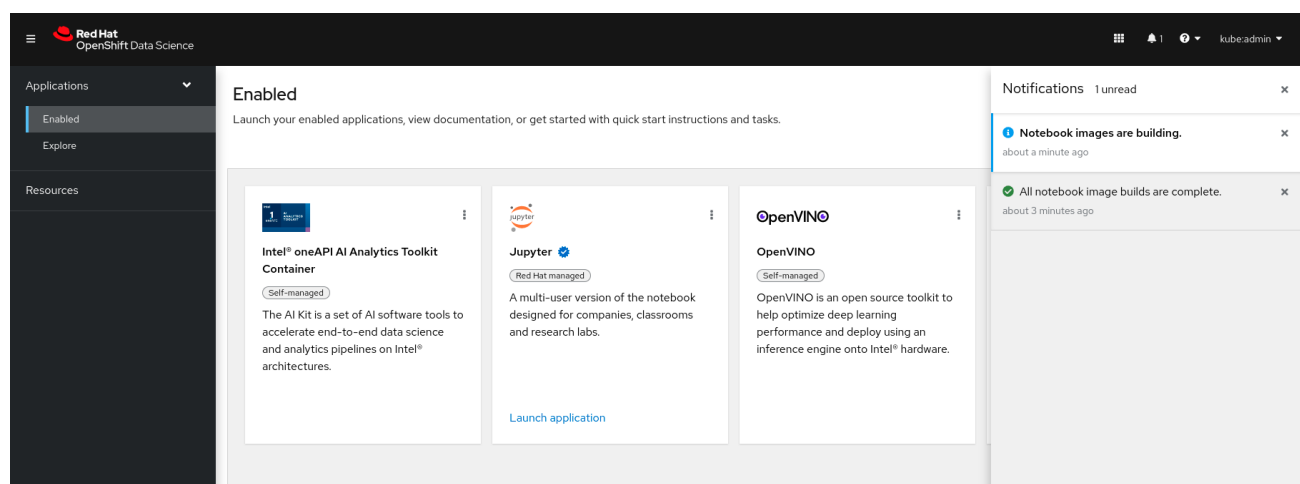 Red Hat
OpenShift Data Science
1
kube:admin
Applications
Enabled
Explore
Resources
Enabled
Launch your enabled applications, view documentation, or get started with quick start instructions and tasks.
Intel® oneAPI AI Analytics Toolkit
Container
Self-managed
The AI Kit is a set of AI software tools to
accelerate end-to-end data science
and analytics pipelines on Intel®
architectures.
jupyter
Jupyter
Red Hat managed
A multi-user version of the notebook
designed for companies, classrooms
and research labs.
Launch application
OpenVINO
OpenVINO
Self-managed
OpenVINO is an open source toolkit to
help optimize deep learning
performance and deploy using an
inference engine onto Intel® hardware.
Notifications 1 unread
Notebook images are building.
about a minute ago
All notebook image builds are complete.
about 3 minutes ago